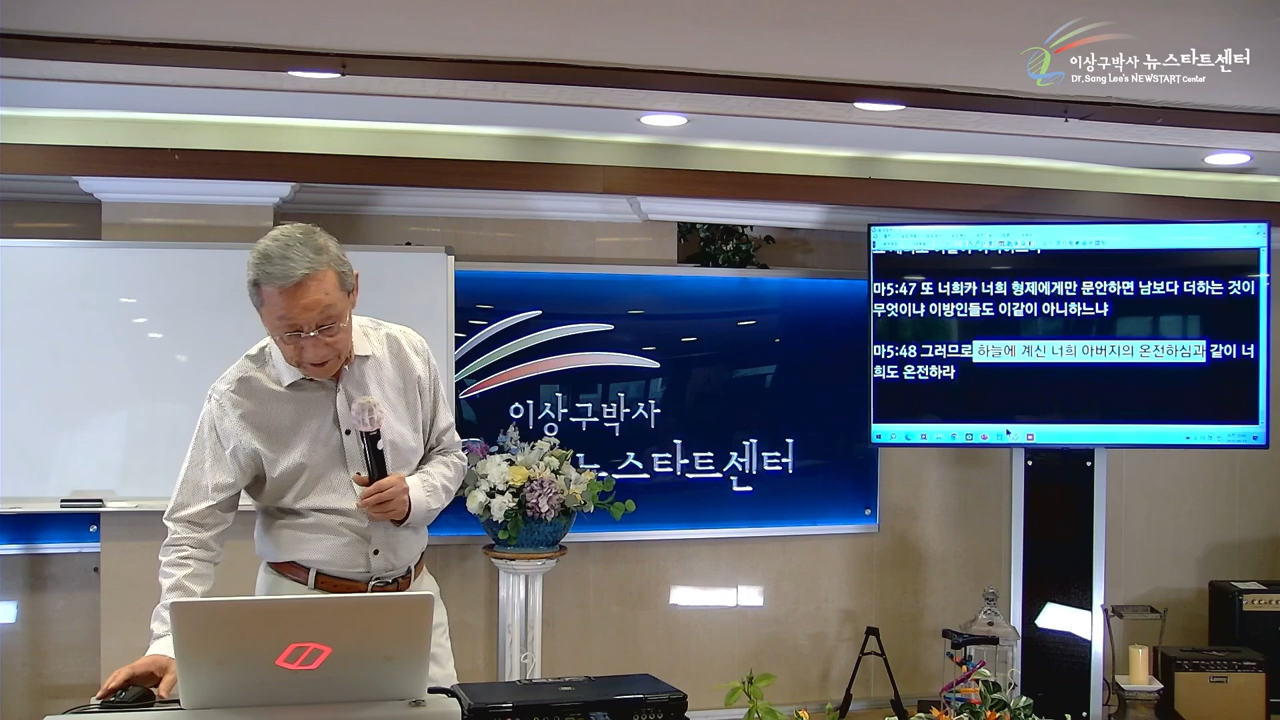 이상구박사 뉴스타트센터
Dr. Sang Lee's NEWSTART Center
마5:47 또 너희가 너희 형제에게만 문안하면 남보다 더하는 것이
무엇이냐 이방인들도 이같이 아니하느냐
마5:48 그러므로 하늘에 계신 너희 아버지의 온전하심과 같이 너
희도 온전하라
이상구박사
뉴스타트센터